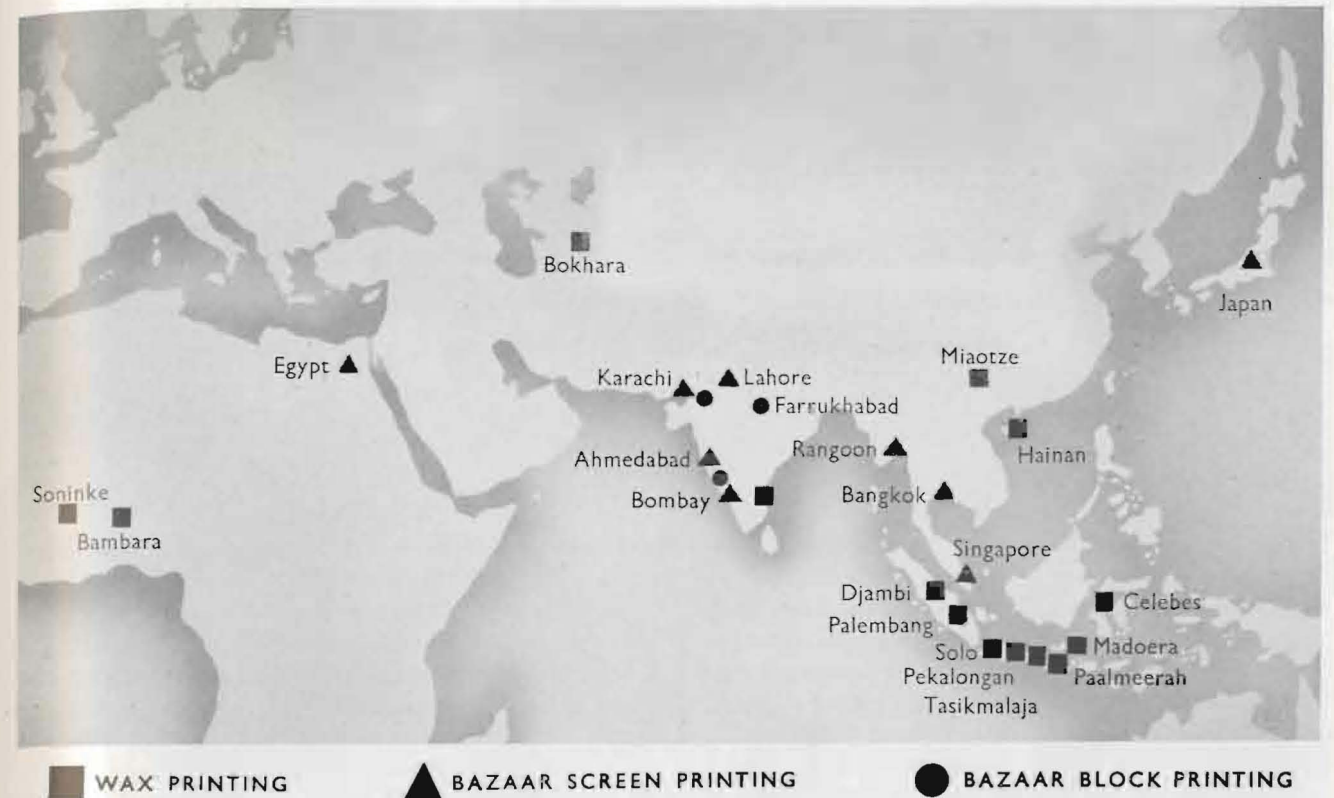 Bokhara
Japan
Miaotze
Egypt
Karachi
Lahore
Farrukhabad
Rangoon
Hainan
Ahmedabad
Soninke
Bombay
Bangkok
Bambara
Singapore
Djambi
Celebes
Palembang
Solo
Madoera
Pekalongan
Paalmeerah
Tasikmalaja
WAX PRINTING
BAZAAR SCREEN PRINTING
BAZAAR BLOCK PRINTING